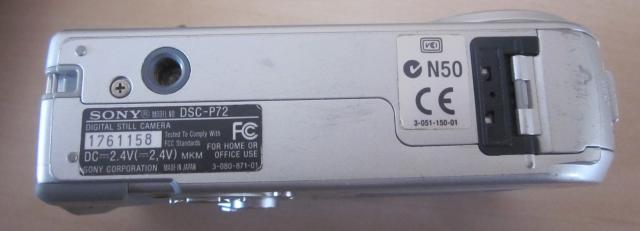 SONY® MODEL NO. DSC-P72
DIGITAL STILL CAMERA
1761158
Tested To Comply With
FCC Standards
FC
FOR HOME OR
OFFICE USE
DC⎓2.4V(⎓2,4V) MKM
SONY CORPORATION
MADE IN JAPAN
3-080-871-01
VCI
N50
CE
3-051-150-01